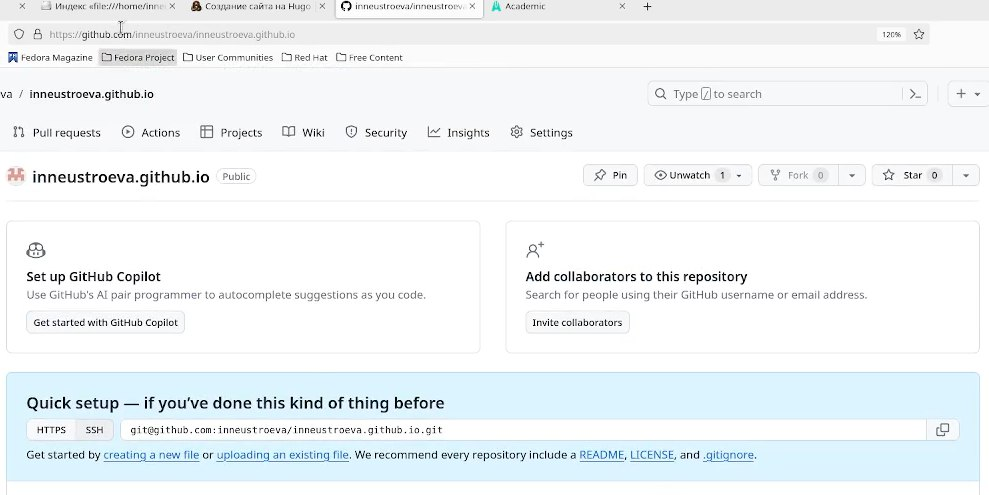 Индекс «file:///home/inne
Создание сайта на Hugo
inneustroeva/inneustroeva.
Academic
https://github.com/inneustroeva/inneustroeva.github.io
120%
Fedora Magazine Fedora Project User Communities Red Hat Free Content
va / inneustroeva.github.io
Type / to search
Pull requests Actions Projects Wiki Security Insights Settings
inneustroeva.github.io Public
Pin Unwatch 1 Fork 0 Star 0
Set up GitHub Copilot
Use GitHub's AI pair programmer to autocomplete suggestions as you code.
Get started with GitHub Copilot
Add collaborators to this repository
Search for people using their GitHub username or email address.
Invite collaborators
Quick setup — if you've done this kind of thing before
HTTPS SSH git@github.com:inneustroeva/inneustroeva.github.io.git
Get started by creating a new file or uploading an existing file. We recommend every repository include a README, LICENSE, and .gitignore.